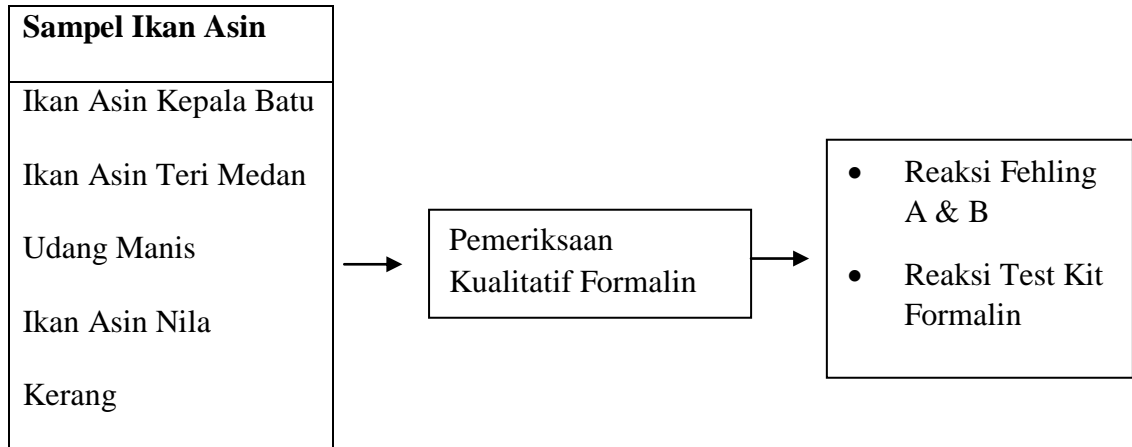 Sampel Ikan Asin
Ikan Asin Kepala Batu
Ikan Asin Teri Medan
Udang Manis
Ikan Asin Nila
Kerang
Pemeriksaan
Kualitatif Formalin
• Reaksi Fehling
A & B
• Reaksi Test Kit
Formalin